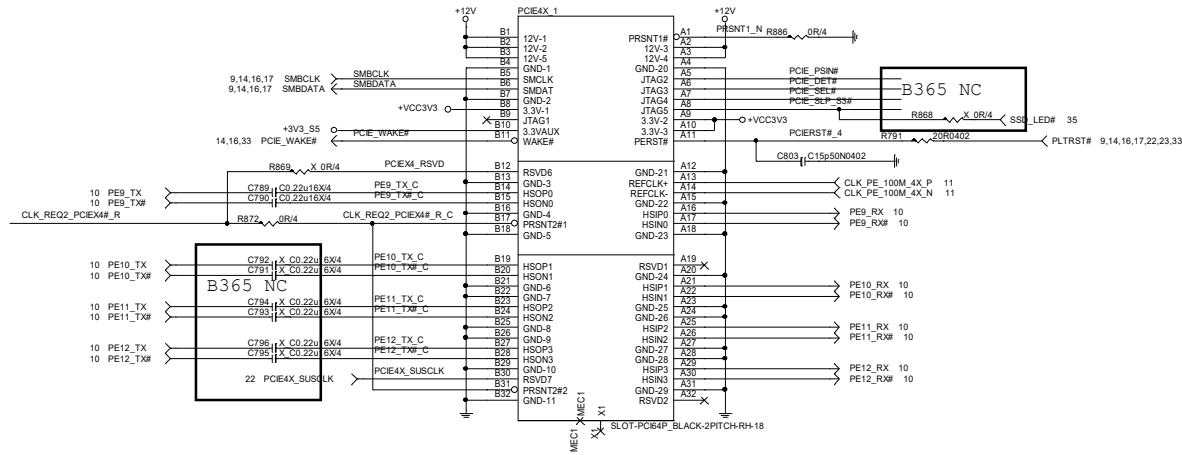 +12V PCIE4X_1 +12V
B1 12V-1 PRSNT1# A1 PRSNT1_N R886 0R/4
B2 12V-2 12V-3 A2
B3 12V-5 12V-4 A3
B4 GND-1 GND-20 A4
9,14,16,17 SMBCLK SMBCLK B5 SMCLK JTAG2 A5 PCIE_PSIN#
9,14,16,17 SMBDATA SMBDATA B6 SMDAT JTAG3 A6 PCIE_DET# B365 NC
B7 GND-2 JTAG4 A7 PCIE_SEL#
+VCC3V3 B8 3.3V-1 JTAG5 A8 PCIE_SLP_S3#
B9 JTAG1 3.3V-2 A9 +VCC3V3 R868 X_0R/4 SSD_LED# 35
+3V3_S5 B10 3.3VAUX 3.3V-3 A10
14,16,33 PCIE_WAKE# PCIE_WAKE# B11 WAKE# PERST# A11 PCIERST#_4 R791 20R0402 PLTRST# 9,14,16,17,22,23,33
C803 C15p50N0402
R869 X_0R/4 PCIEX4_RSVD B12 RSVD6 GND-21 A12
B13 GND-3 REFCLK+ A13 CLK_PE_100M_4X_P 11
10 PE9_TX C789 C0.22u16X/4 PE9_TX_C B14 HSOP0 REFCLK- A14 CLK_PE_100M_4X_N 11
10 PE9_TX# C790 C0.22u16X/4 PE9_TX#_C B15 HSON0 GND-22 A15
B16 GND-4 HSIP0 A16 PE9_RX 10
CLK_REQ2_PCIEX4#_R R872 0R/4 CLK_REQ2_PCIEX4#_R_C B17 PRSNT2#1 HSIN0 A17 PE9_RX# 10
B18 GND-5 GND-23 A18
10 PE10_TX C792 X_C0.22u 6X/4 PE10_TX_C B19 HSOP1 RSVD1 A19
10 PE10_TX# C791 X_C0.22u 6X/4 PE10_TX#_C B20 HSON1 GND-24 A20
B365 NC B21 GND-6 HSIP1 A21 PE10_RX 10
B22 GND-7 HSIN1 A22 PE10_RX# 10
10 PE11_TX C794 X_C0.22u 6X/4 PE11_TX_C B23 HSOP2 GND-25 A23
10 PE11_TX# C793 X_C0.22u 6X/4 PE11_TX#_C B24 HSON2 GND-26 A24
B25 GND-8 HSIP2 A25 PE11_RX 10
B26 GND-9 HSIN2 A26 PE11_RX# 10
10 PE12_TX C796 X_C0.22u 6X/4 PE12_TX_C B27 HSOP3 GND-27 A27
10 PE12_TX# C795 X_C0.22u 6X/4 PE12_TX#_C B28 HSON3 GND-28 A28
B29 GND-10 HSIP3 A29 PE12_RX 10
22 PCIE4X_SUSCLK B30 RSVD7 HSIN3 A30 PE12_RX# 10
B31 PRSNT2#2 GND-29 A31
B32 GND-11 RSVD2 A32
MEC1 X1
SLOT-PCI64P_BLACK-2PITCH-RH-18
MEC1 X1